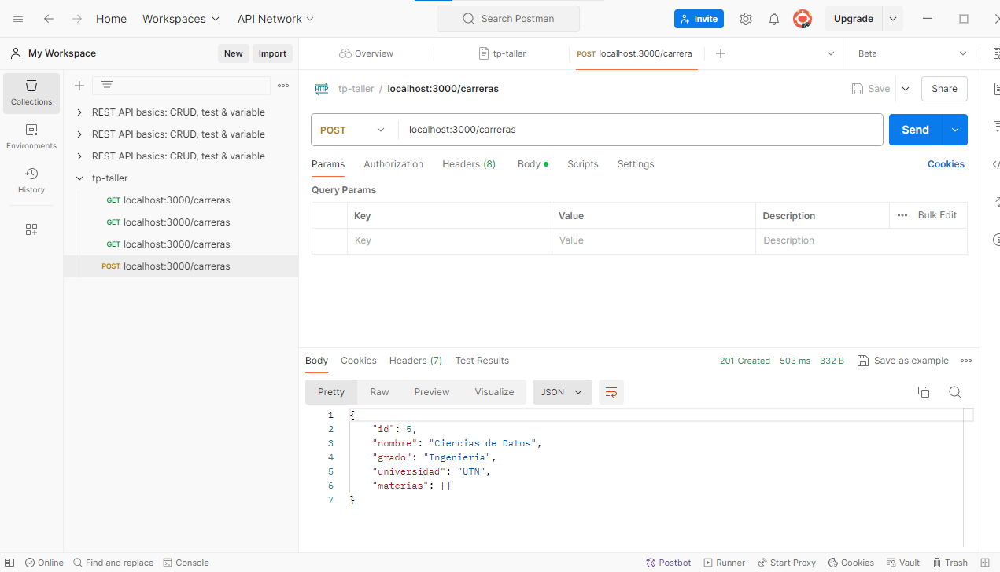 Home Workspaces API Network Search Postman Invite Upgrade
My Workspace New Import Overview tp-taller POST localhost:3000/carrera Beta
Collections
Environments
History
REST API basics: CRUD, test & variable
REST API basics: CRUD, test & variable
REST API basics: CRUD, test & variable
tp-taller
GET localhost:3000/carreras
GET localhost:3000/carreras
GET localhost:3000/carreras
POST localhost:3000/carreras
HTTP tp-taller / localhost:3000/carreras Save Share
POST localhost:3000/carreras Send
Params Authorization Headers (8) Body Scripts Settings Cookies
Query Params
Key Value Description Bulk Edit
Key Value Description
Body Cookies Headers (7) Test Results 201 Created 503 ms 332 B Save as example
Pretty Raw Preview Visualize JSON
1 {
2 "id": 5,
3 "nombre": "Ciencias de Datos",
4 "grado": "Ingenieria",
5 "universidad": "UTN",
6 "materias": []
7 }
Online Find and replace Console Postbot Runner Start Proxy Cookies Vault Trash